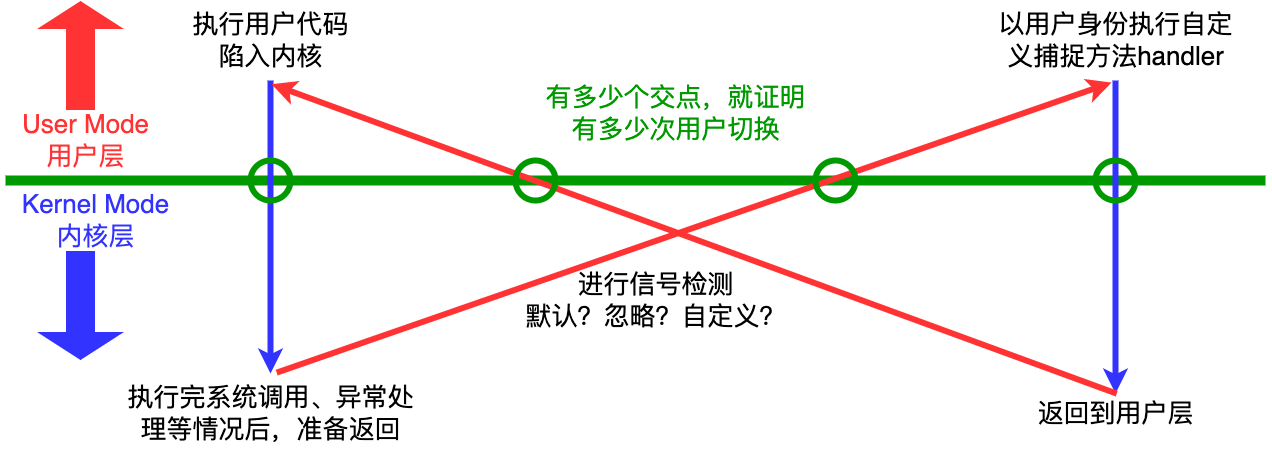 执行用户代码
陷入内核
以用户身份执行自定
义捕捉方法handler
有多少个交点，就证明
有多少次用户切换
User Mode
用户层
Kernel Mode
内核层
进行信号检测
默认？忽略？自定义？
执行完系统调用、异常处
理等情况后，准备返回
返回到用户层